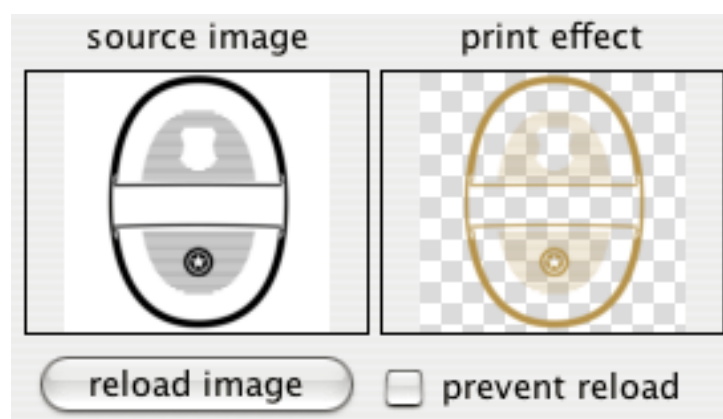 source image
print effect
reload image
prevent reload